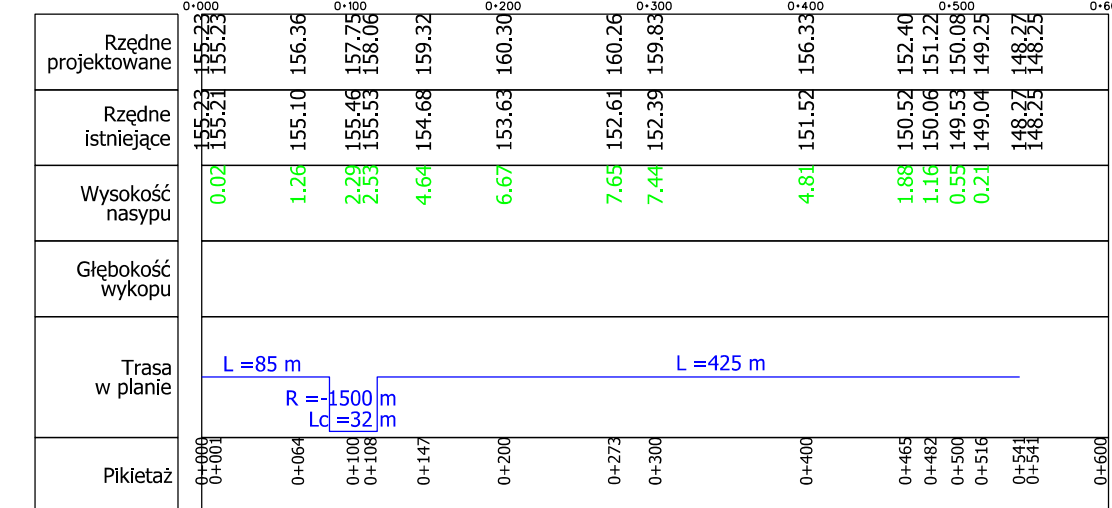 0+000 0+100 0+200 0+300 0+400 0+500 0+60
Rzędne
projektowane
155.23 155.23 156.36 157.75 158.06 159.32 160.30 160.26 159.83 156.33 152.40 151.22 150.08 149.25 148.27 148.25
Rzędne
istniejące
155.23 155.21 155.10 155.46 155.53 154.68 153.63 152.61 152.39 151.52 150.52 150.06 149.53 149.04 148.27 148.25
Wysokość
nasypu
0.02 1.26 2.29 2.53 4.64 6.67 7.65 7.44 4.81 1.88 1.16 0.55 0.21
Głębokość
wykopu
Trasa
w planie
L =85 m
R =-1500 m
Lc =32 m
L =425 m
Pikietaż
0+000 0+001 0+064 0+100 0+108 0+147 0+200 0+273 0+300 0+400 0+465 0+482 0+500 0+516 0+541 0+541 0+600